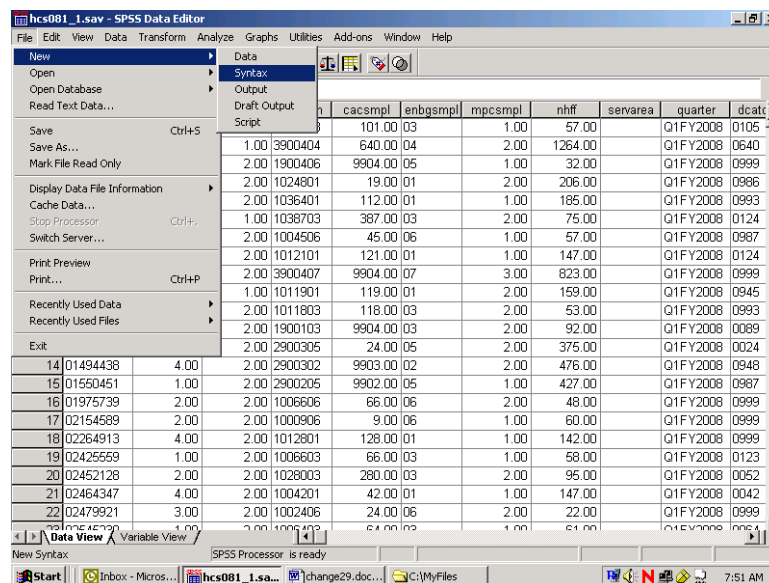 hcs081_1.sav - SPSS Data Editor
File Edit View Data Transform Analyze Graphs Utilities Add-ons Window Help
New
Open
Open Database
Read Text Data...
Save Ctrl+S
Save As...
Mark File Read Only
Display Data File Information
Cache Data...
Stop Processor Ctrl+.
Switch Server...
Print Preview
Print... Ctrl+P
Recently Used Data
Recently Used Files
Exit
Data
Syntax
Output
Draft Output
Script
cacsmpl enbgsmpl mpcsmpl nhff servarea quarter
101.00 03 1.00 57.00 Q1FY2008 0105
1.00 3900404 640.00 04 2.00 1264.00 Q1FY2008 0640
2.00 1900406 9904.00 05 1.00 32.00 Q1FY2008 0999
2.00 1024801 19.00 01 2.00 206.00 Q1FY2008 0986
2.00 1036401 112.00 01 1.00 185.00 Q1FY2008 0993
1.00 1038703 387.00 03 2.00 75.00 Q1FY2008 0124
2.00 1004506 45.00 06 1.00 57.00 Q1FY2008 0987
2.00 1012101 121.00 01 1.00 147.00 Q1FY2008 0124
2.00 3900407 9904.00 07 3.00 823.00 Q1FY2008 0999
1.00 1011901 119.00 01 2.00 159.00 Q1FY2008 0945
2.00 1011803 118.00 03 2.00 53.00 Q1FY2008 0993
2.00 1900103 9904.00 03 2.00 92.00 Q1FY2008 0089
2.00 2900305 24.00 05 2.00 375.00 Q1FY2008 0024
14 01494438 4.00 2.00 2900302 9903.00 02 2.00 476.00 Q1FY2008 0948
15 01550451 1.00 2.00 2900205 9902.00 05 1.00 427.00 Q1FY2008 0987
16 01975739 2.00 2.00 1006606 66.00 06 2.00 48.00 Q1FY2008 0999
17 02154589 2.00 2.00 1000906 9.00 06 1.00 60.00 Q1FY2008 0999
18 02264913 4.00 2.00 1012801 128.00 01 1.00 142.00 Q1FY2008 0999
19 02425559 1.00 2.00 1006603 66.00 03 1.00 58.00 Q1FY2008 0123
20 02452128 2.00 2.00 1028003 280.00 03 2.00 95.00 Q1FY2008 0052
21 02464347 4.00 2.00 1004201 42.00 01 1.00 147.00 Q1FY2008 0042
22 02479921 3.00 2.00 1002406 24.00 06 2.00 22.00 Q1FY2008 0999
Data View Variable View
New Syntax SPSS Processor is ready
Start Inbox - Micros... hcs081_1.sa... change29.doc... C:\MyFiles 7:51 AM